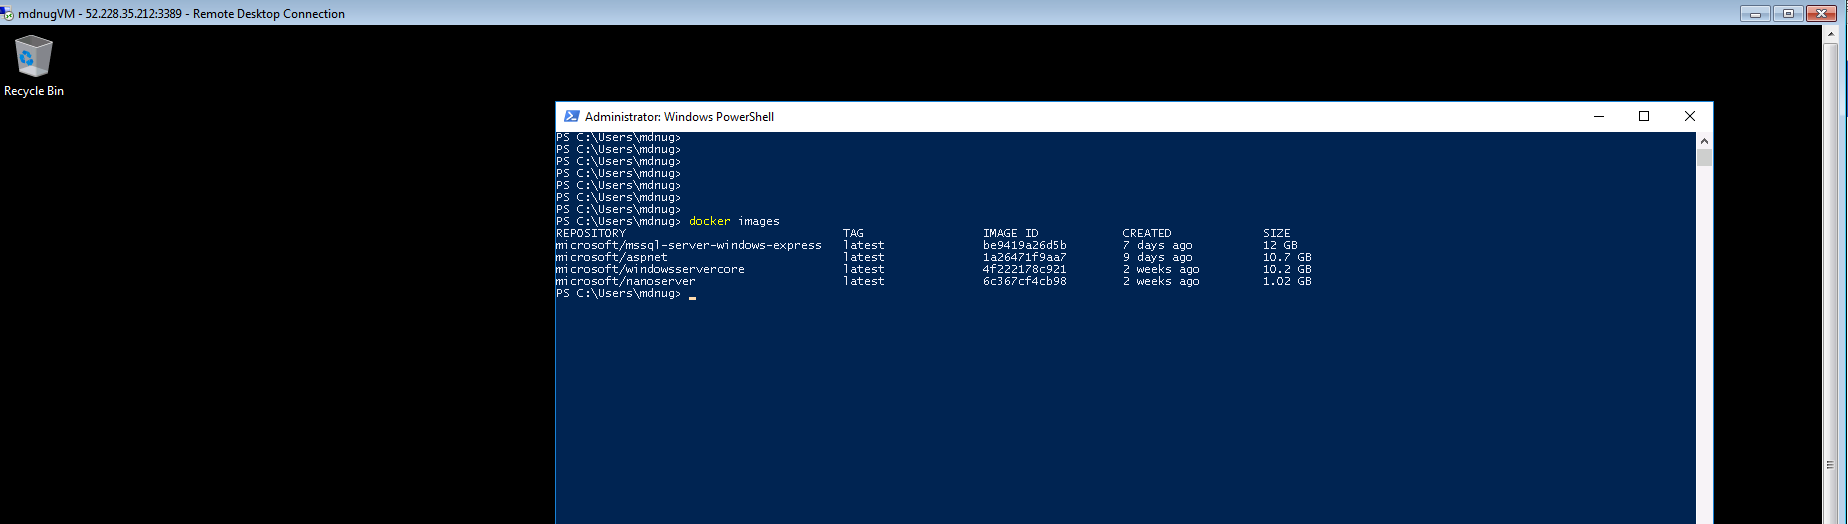 mdnugVM - 52.228.35.212:3389 - Remote Desktop Connection
Recycle Bin
Administrator: Windows PowerShell
PS C:\Users\mdnug>
PS C:\Users\mdnug>
PS C:\Users\mdnug>
PS C:\Users\mdnug>
PS C:\Users\mdnug>
PS C:\Users\mdnug>
PS C:\Users\mdnug>
PS C:\Users\mdnug> docker images
REPOSITORY TAG IMAGE ID CREATED SIZE
microsoft/mssql-server-windows-express latest be9419a26d5b 7 days ago 12 GB
microsoft/aspnet latest 1a26471f9aa7 9 days ago 10.7 GB
microsoft/windowsservercore latest 4f222178c921 2 weeks ago 10.2 GB
microsoft/nanoserver latest 6c367cf4cb98 2 weeks ago 1.02 GB
PS C:\Users\mdnug> _